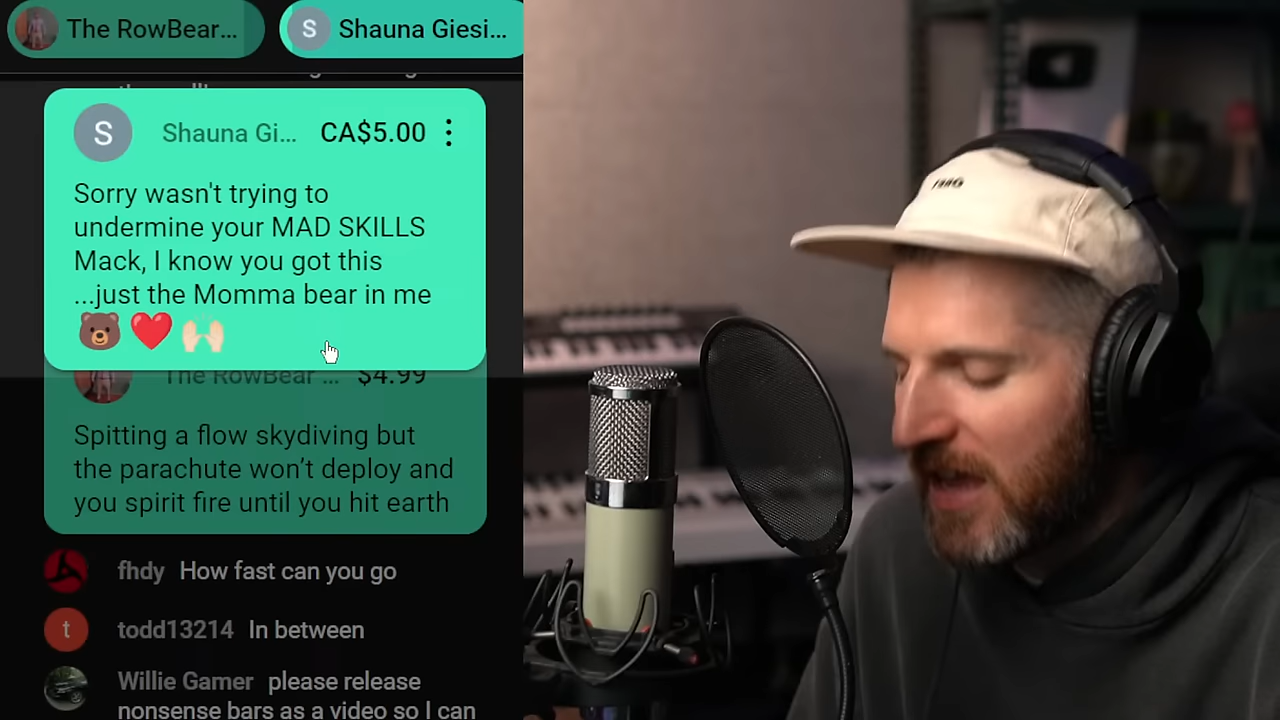 The RowBear...
S
Shauna Giesi...
S
Shauna Gi...
CA$5.00
Sorry wasn't trying to
undermine your MAD SKILLS
Mack, I know you got this
...just the Momma bear in me
🐻❤️🙌🏻
The RowBear ...
$4.99
Spitting a flow skydiving but
the parachute won’t deploy and
you spirit fire until you hit earth
fhdy How fast can you go
t
todd13214 In between
Willie Gamer please release
nonsense bars as a video so I can